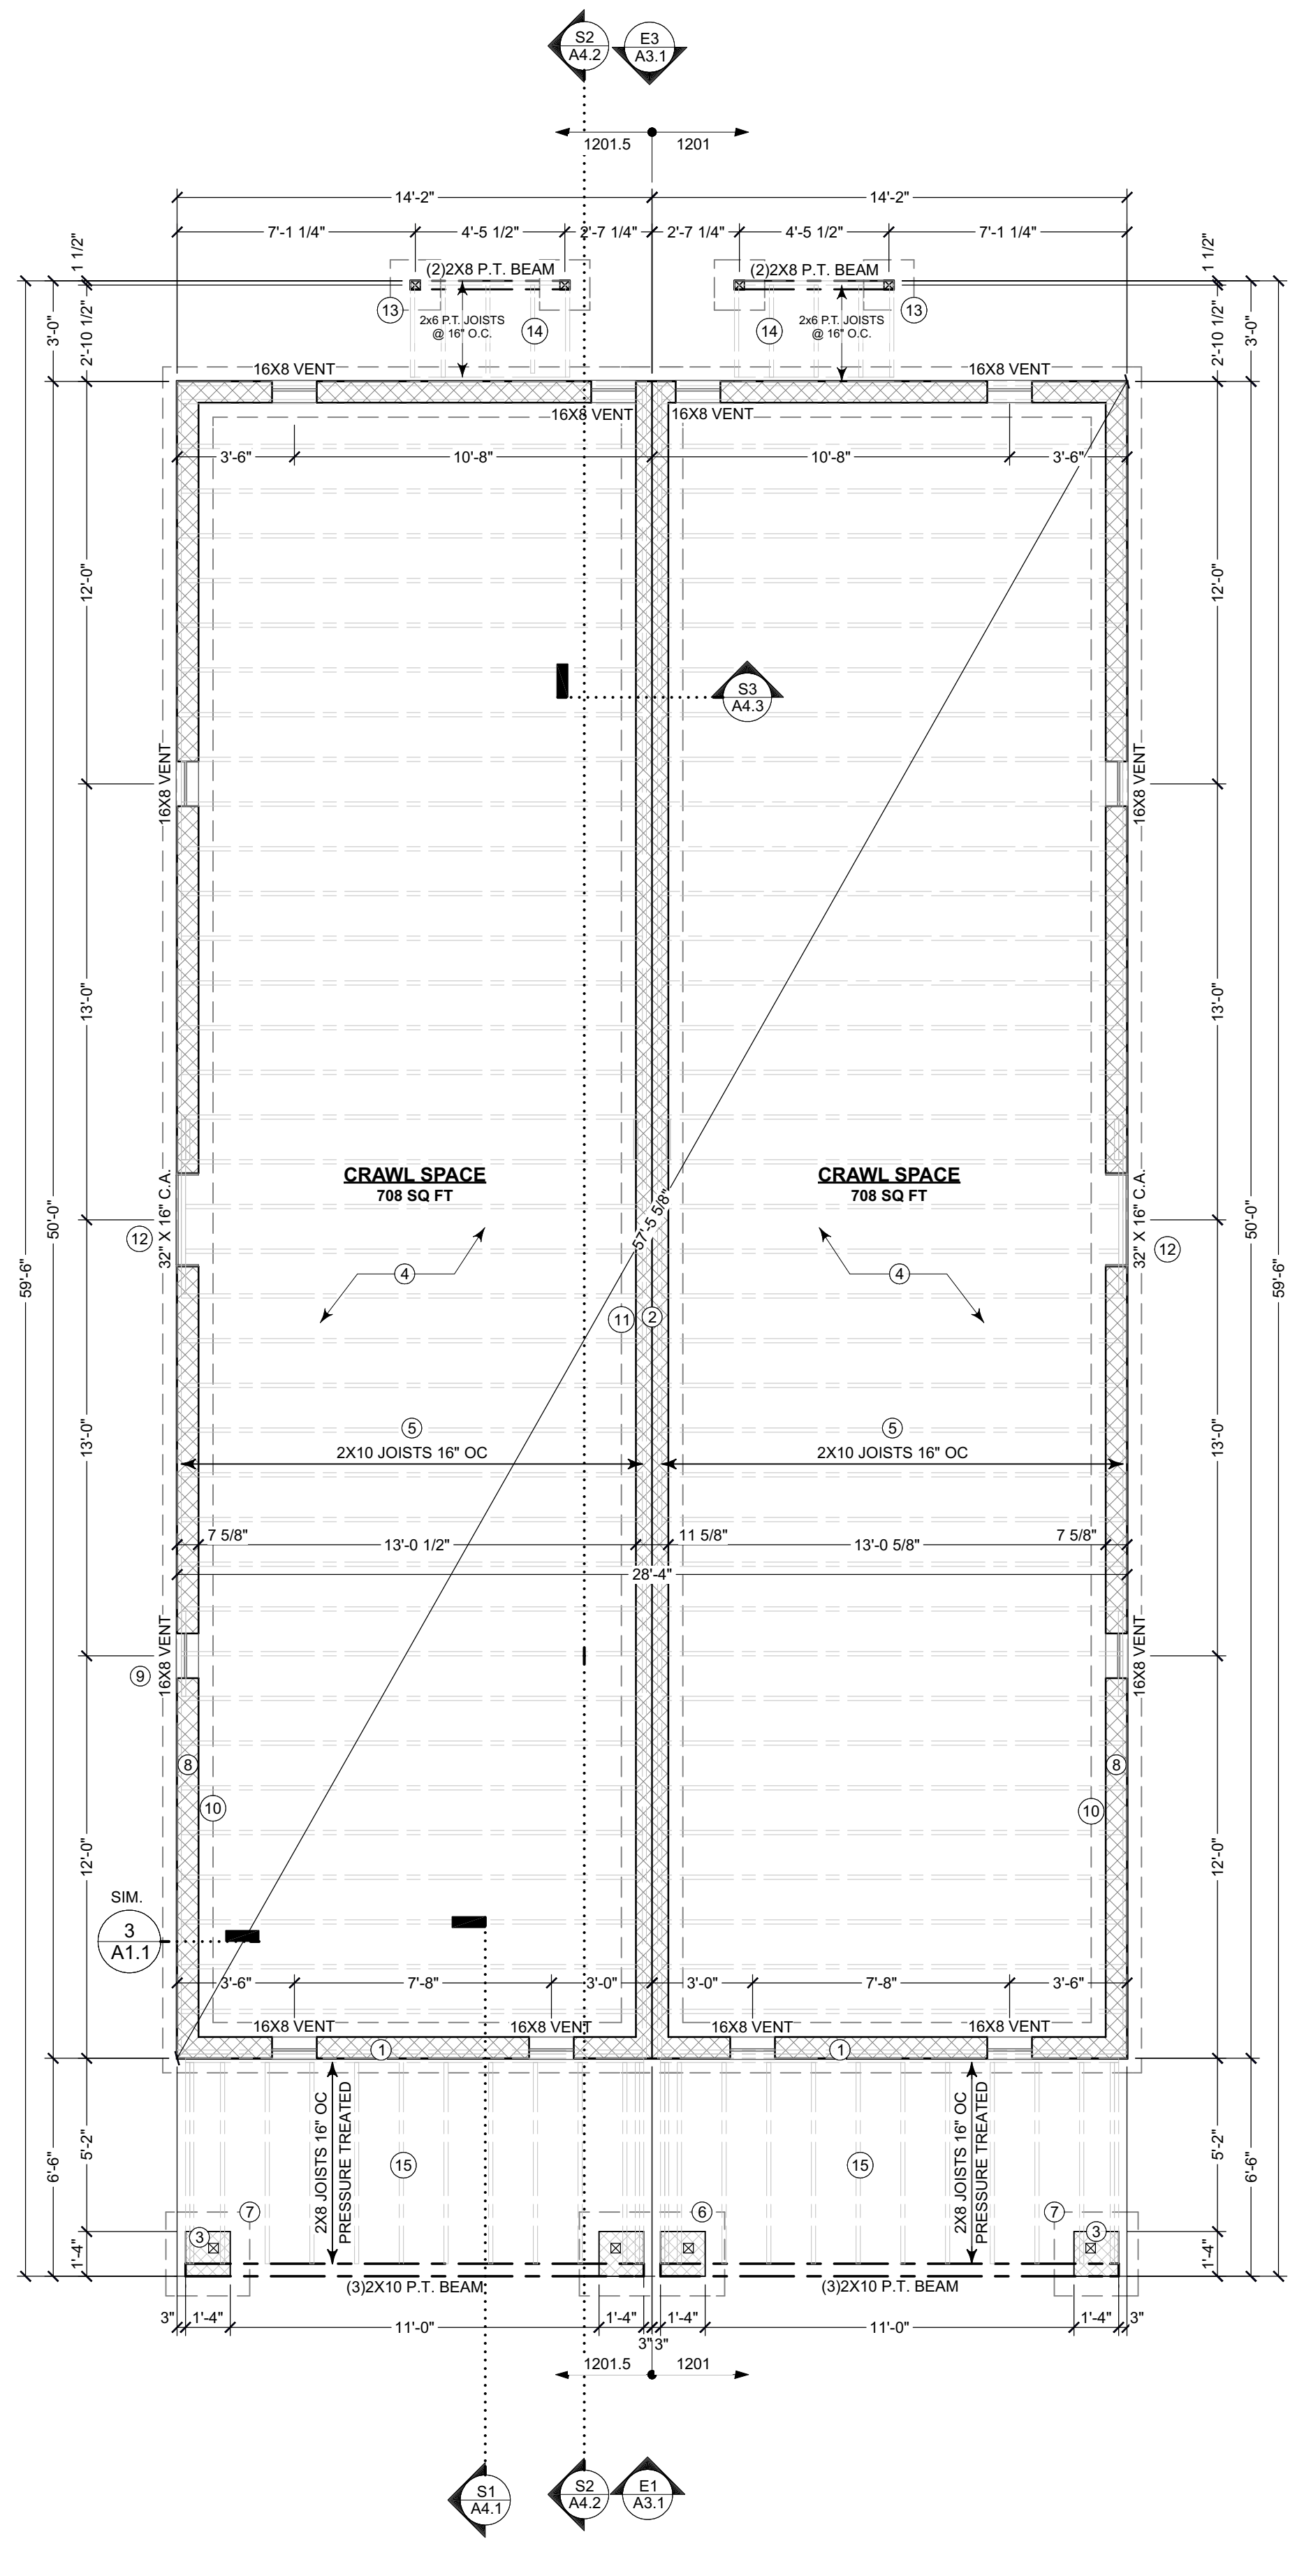 S2
A4.2
E3
A3.1
1201.5
1201
14'-2"
14'-2"
7'-1 1/4"
4'-5 1/2"
2'-7 1/4"
2'-7 1/4"
4'-5 1/2"
7'-1 1/4"
1 1/2"
1 1/2"
(2)2X8 P.T. BEAM
(2)2X8 P.T. BEAM
3'-0"
2'-10 1/2"
13
2x6 P.T. JOISTS
@ 16" O.C.
14
14
2x6 P.T. JOISTS
@ 16" O.C.
13
2'-10 1/2"
3'-0"
16X8 VENT
16X8 VENT
16X8 VENT
16X8 VENT
3'-6"
10'-8"
10'-8"
3'-6"
12'-0"
12'-0"
S3
A4.3
16X8 VENT
16X8 VENT
13'-0"
13'-0"
CRAWL SPACE
708 SQ FT
CRAWL SPACE
708 SQ FT
59'-6"
50'-0"
12
32" X 16" C.A.
57'-5 5/8"
32" X 16" C.A.
12
50'-0"
59'-6"
4
4
11
2
13'-0"
13'-0"
5
2X10 JOISTS 16" OC
5
2X10 JOISTS 16" OC
7 5/8"
13'-0 1/2"
11 5/8"
13'-0 5/8"
7 5/8"
28'-4"
9
16X8 VENT
16X8 VENT
8
8
10
10
12'-0"
12'-0"
SIM.
3
A1.1
3'-6"
7'-8"
3'-0"
3'-0"
7'-8"
3'-6"
16X8 VENT
16X8 VENT
16X8 VENT
16X8 VENT
1
1
6'-6"
5'-2"
2X8 JOISTS 16" OC
PRESSURE TREATED
15
15
2X8 JOISTS 16" OC
PRESSURE TREATED
5'-2"
6'-6"
7
6
7
3
3
1'-4"
1'-4"
(3)2X10 P.T. BEAM
(3)2X10 P.T. BEAM
3"
1'-4"
11'-0"
1'-4"
3"
3"
1'-4"
11'-0"
1'-4"
3"
1201.5
1201
S1
A4.1
S2
A4.2
E1
A3.1